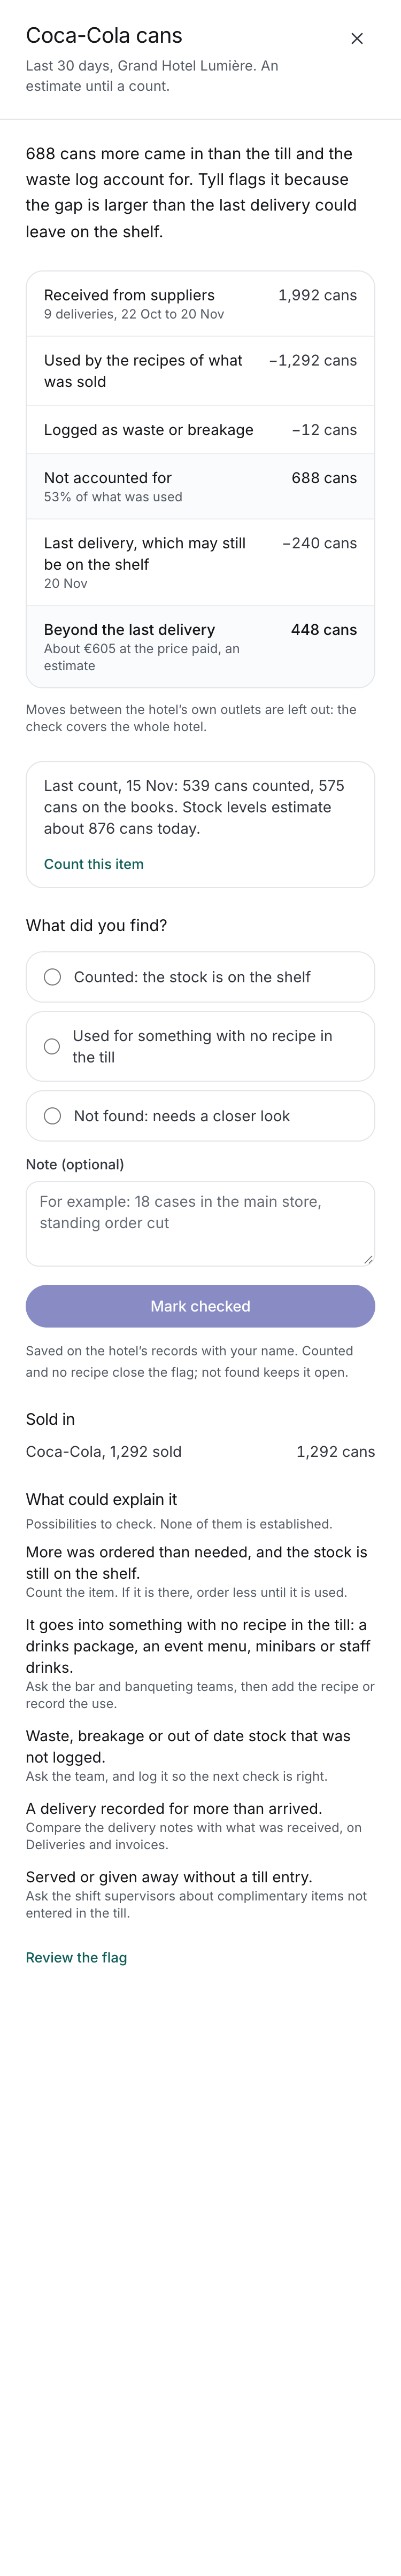 Coca-Cola cans
Last 30 days, Grand Hotel Lumière. An
estimate until a count.
688 cans more came in than the till and the
waste log account for. Tyll flags it because
the gap is larger than the last delivery could
leave on the shelf.
Received from suppliers 1,992 cans
9 deliveries, 22 Oct to 20 Nov
Used by the recipes of what −1,292 cans
was sold
Logged as waste or breakage −12 cans
Not accounted for 688 cans
53% of what was used
Last delivery, which may still −240 cans
be on the shelf
20 Nov
Beyond the last delivery 448 cans
About €605 at the price paid, an
estimate
Moves between the hotel’s own outlets are left out: the
check covers the whole hotel.
Last count, 15 Nov: 539 cans counted, 575
cans on the books. Stock levels estimate
about 876 cans today.
Count this item
What did you find?
Counted: the stock is on the shelf
Used for something with no recipe in
the till
Not found: needs a closer look
Note (optional)
For example: 18 cases in the main store,
standing order cut
Mark checked
Saved on the hotel’s records with your name. Counted
and no recipe close the flag; not found keeps it open.
Sold in
Coca-Cola, 1,292 sold 1,292 cans
What could explain it
Possibilities to check. None of them is established.
More was ordered than needed, and the stock is
still on the shelf.
Count the item. If it is there, order less until it is used.
It goes into something with no recipe in the till: a
drinks package, an event menu, minibars or staff
drinks.
Ask the bar and banqueting teams, then add the recipe or
record the use.
Waste, breakage or out of date stock that was
not logged.
Ask the team, and log it so the next check is right.
A delivery recorded for more than arrived.
Compare the delivery notes with what was received, on
Deliveries and invoices.
Served or given away without a till entry.
Ask the shift supervisors about complimentary items not
entered in the till.
Review the flag